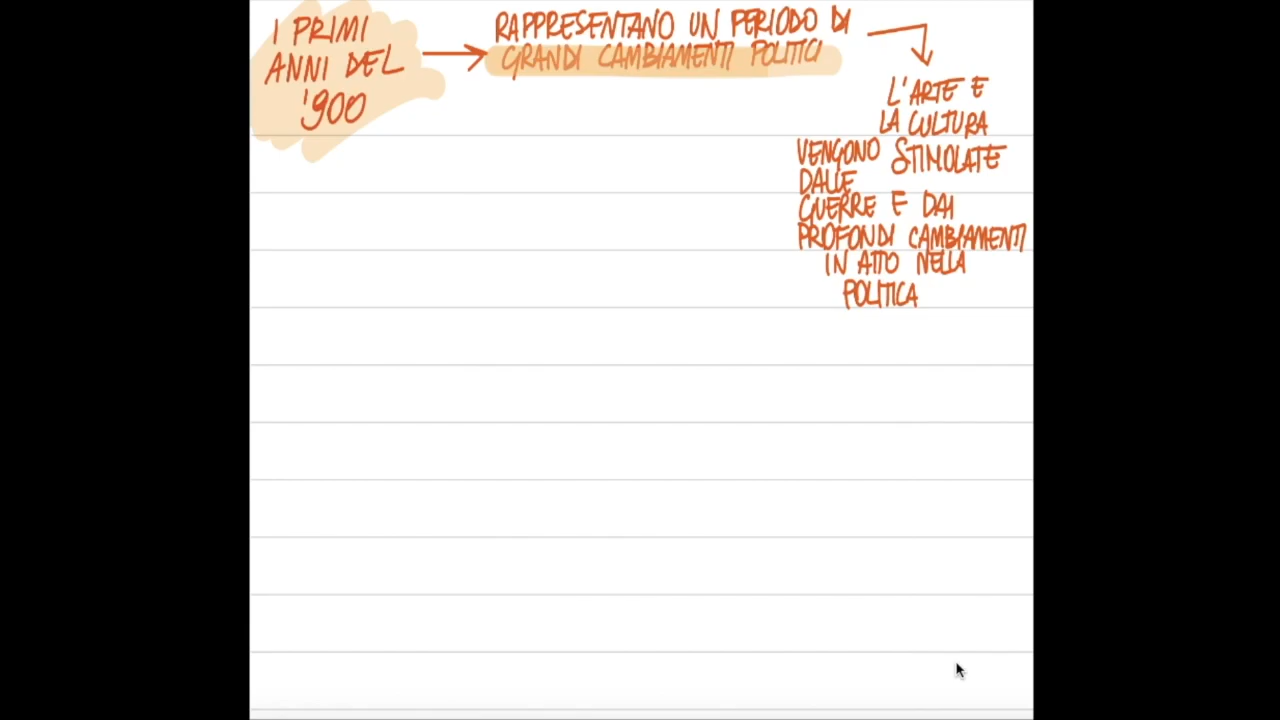 I PRIMI
ANNI DEL
'900
RAPPRESENTANO UN PERIODO DI
GRANDI CAMBIAMENTI POLITICI
L'ARTE E
LA CULTURA
VENGONO STIMOLATE
DALLE
GUERRE E DAI
PROFONDI CAMBIAMENTI
IN ATTO NELLA
POLITICA